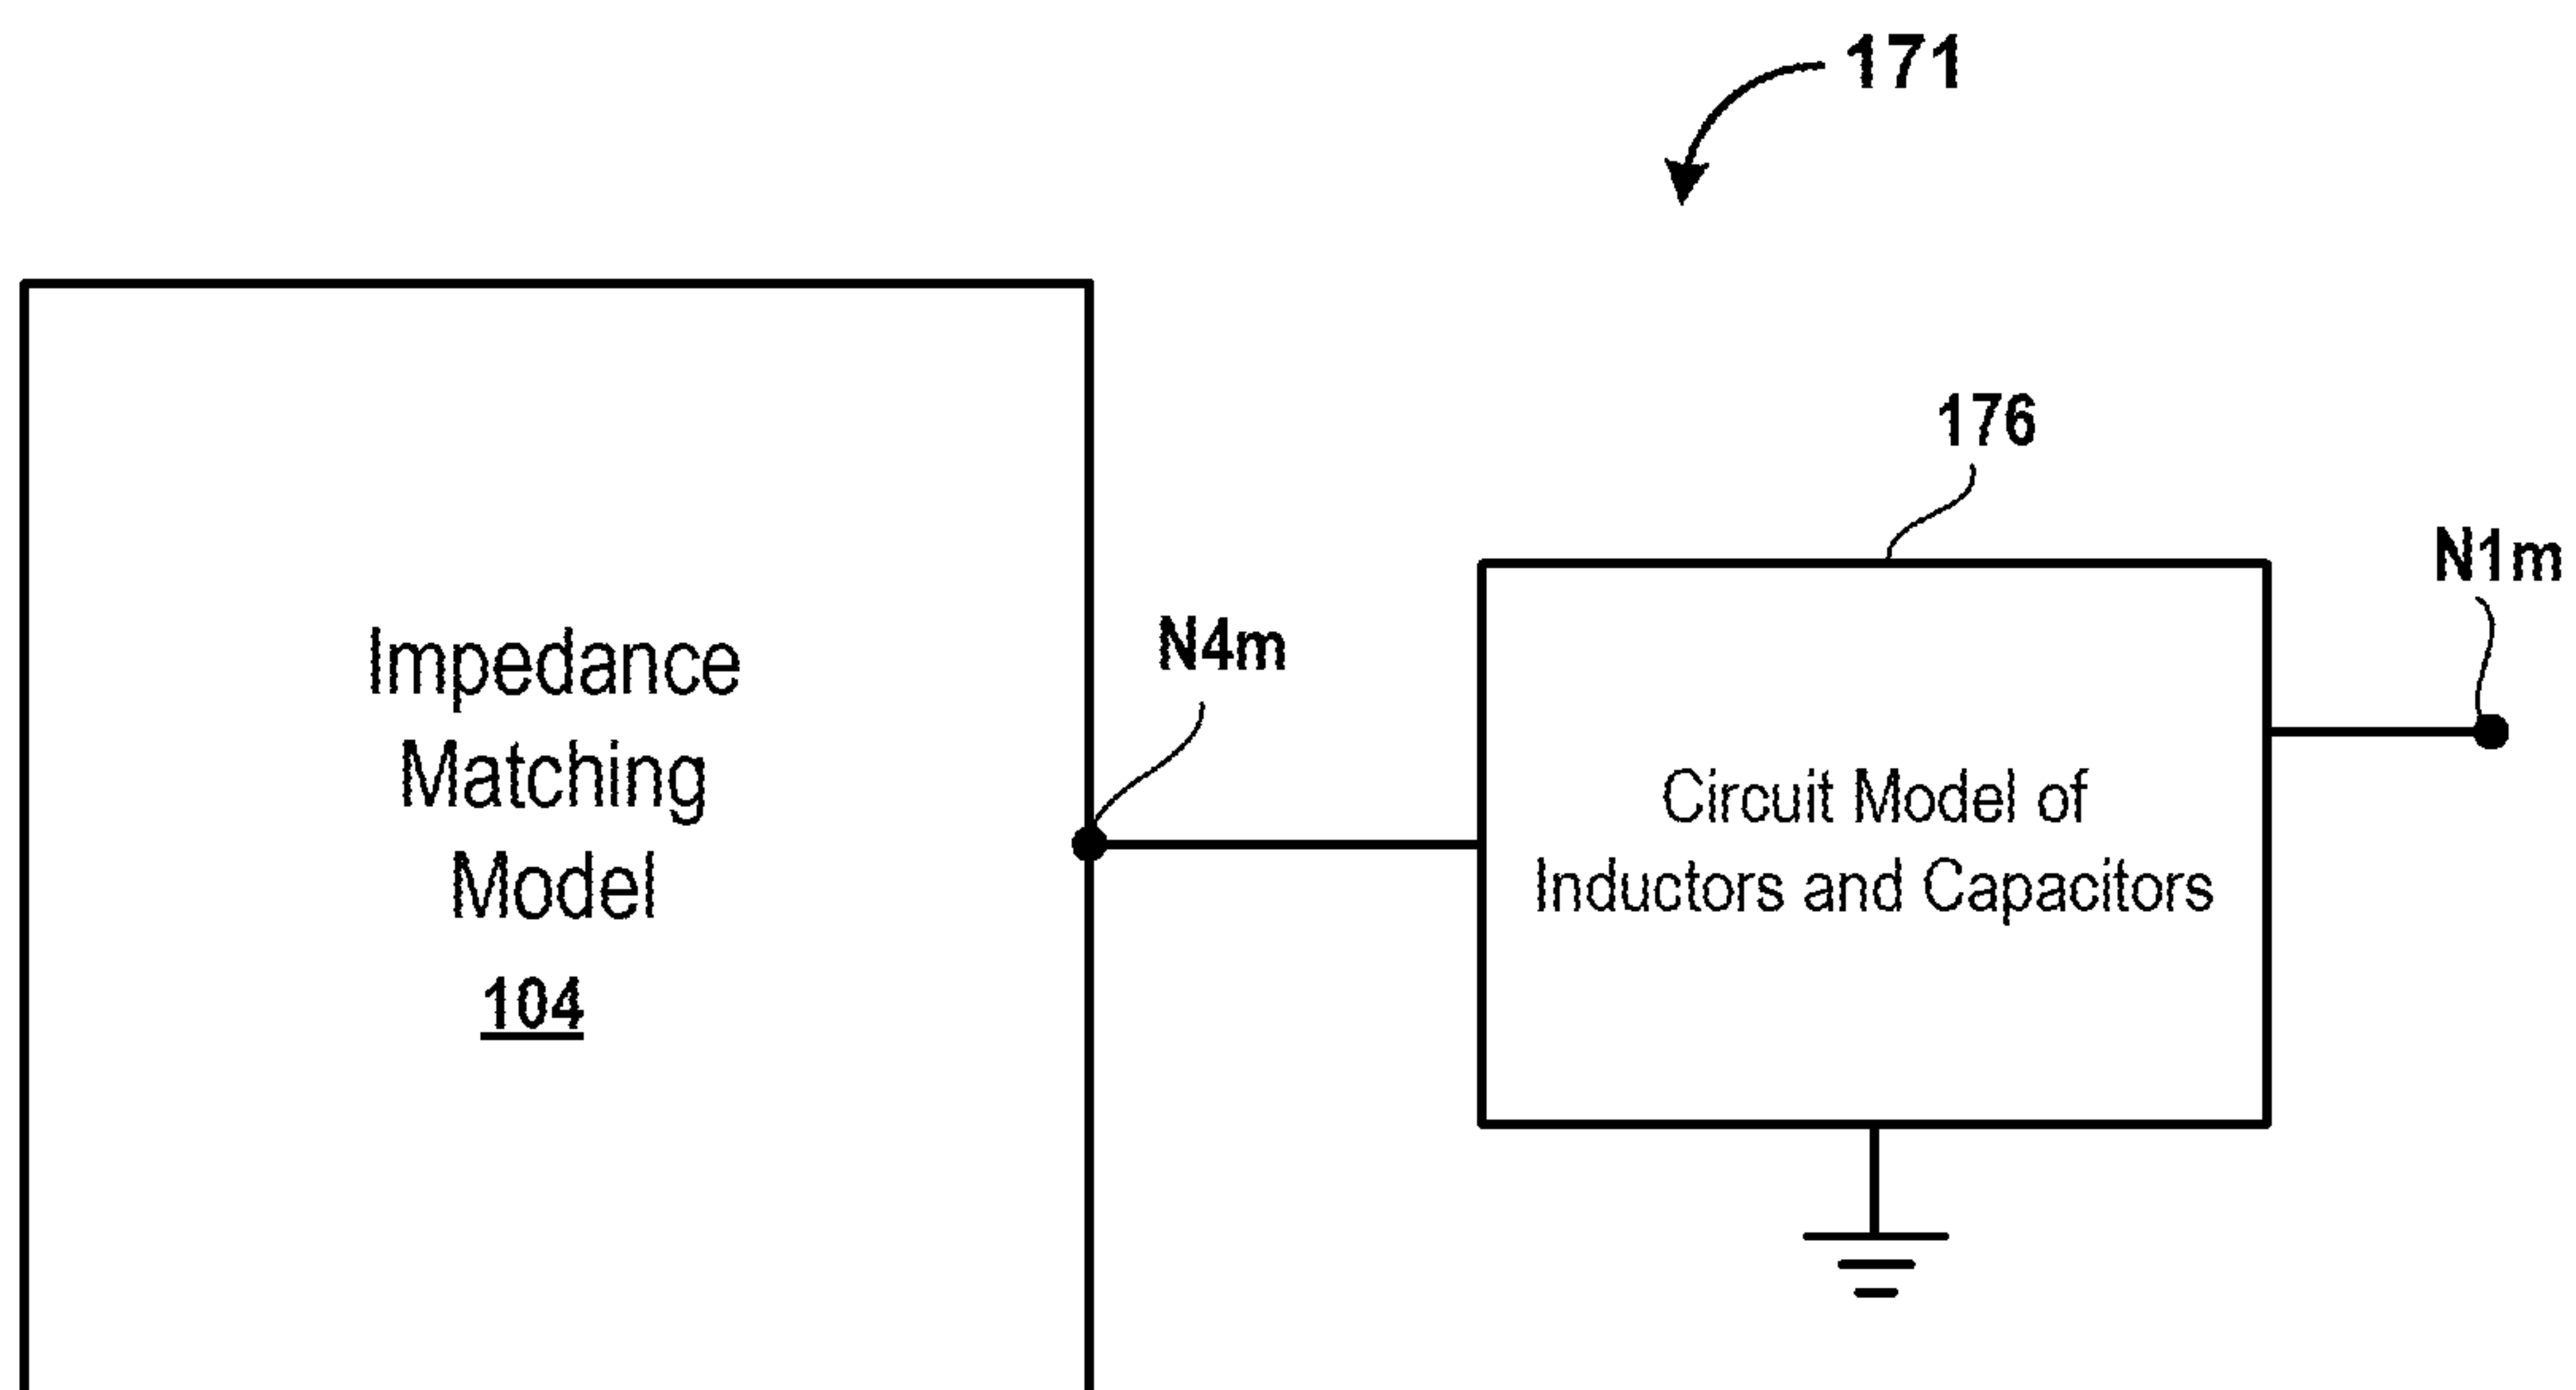 171
176
N1m
N4m
Impedance
Matching
Model
104
Circuit Model of
Inductors and Capacitors